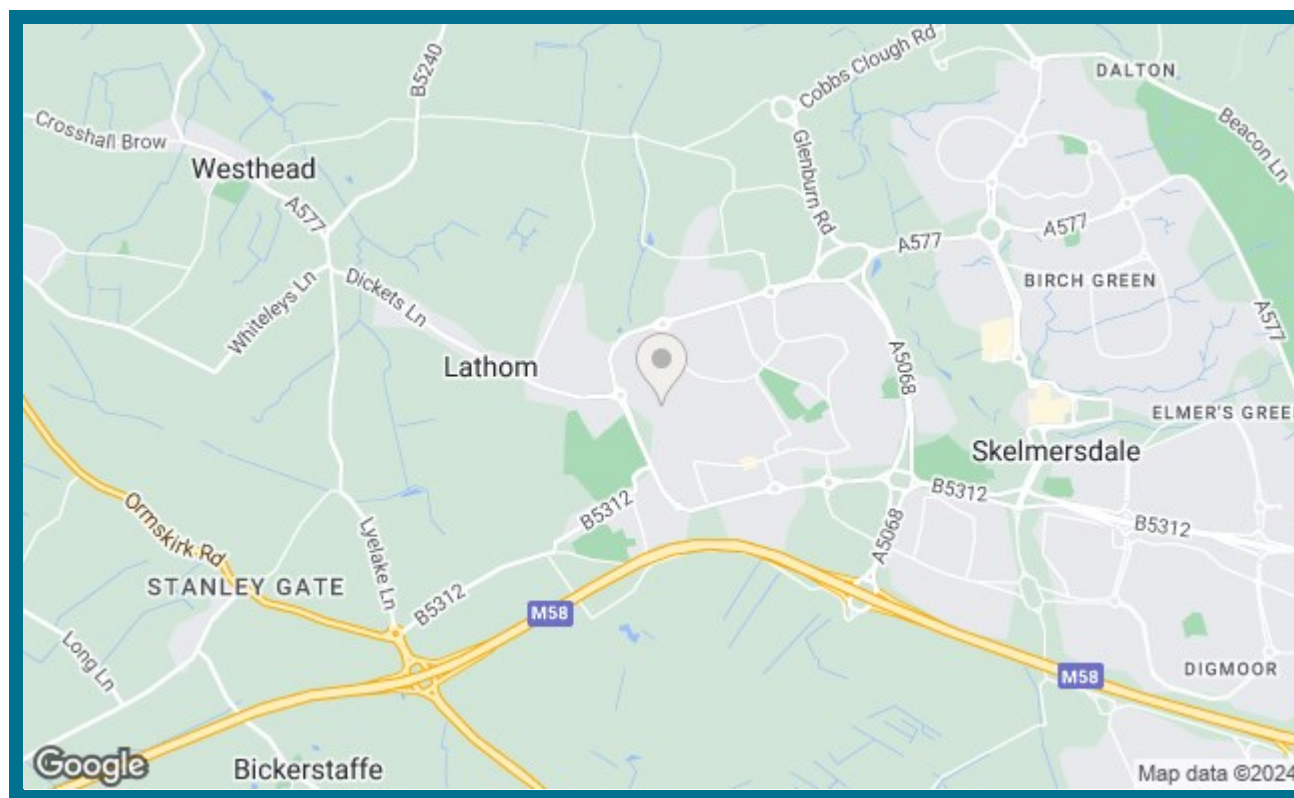 Cobbs Clough Rd
B5240
DALTON
Crosshall Brow
Beacon Ln
Westhead
Glenburn Rd
A577
A577
A577
Dickets Ln
BIRCH GREEN
Whiteleys Ln
A577
Lathom
A5068
ELMER'S GREE
Skelmersdale
B5312
B5312
B5312
Ormskirk Rd
Lyelake Ln
A5068
STANLEY GATE
B5312
M58
Long Ln
DIGMOOR
M58
Google
Bickerstaffe
Map data ©2024